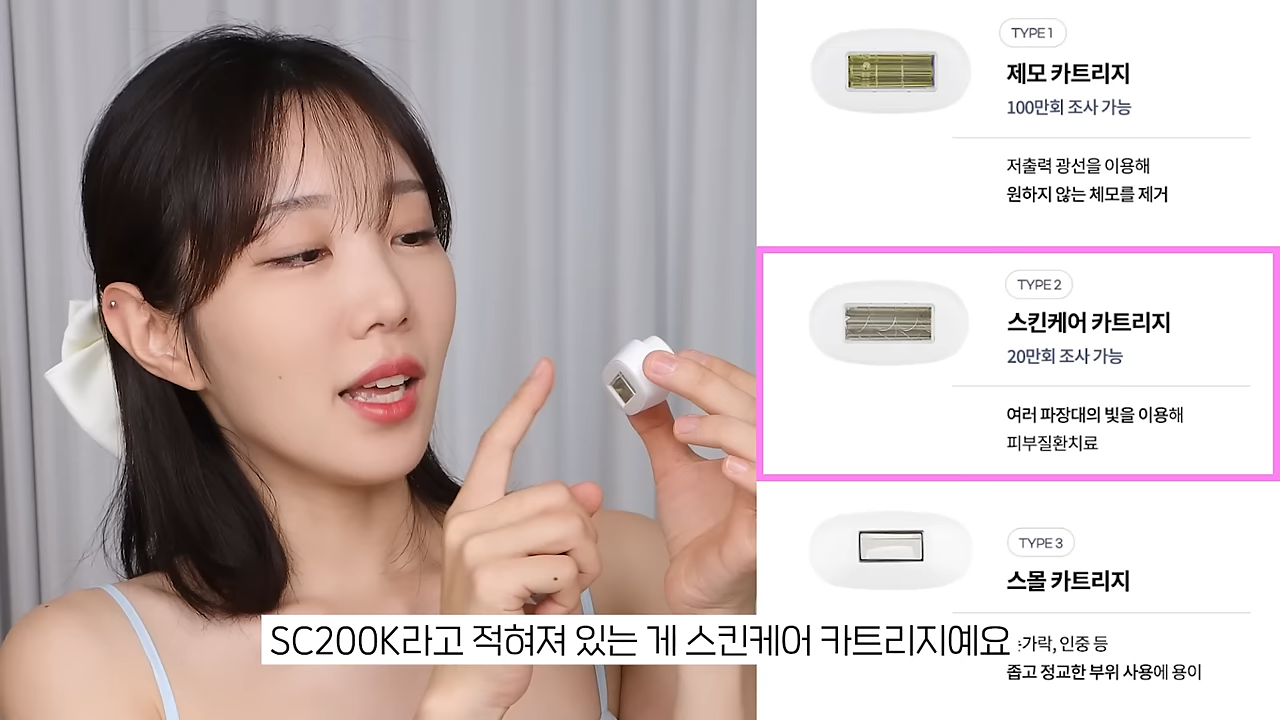 TYPE 1
제모 카트리지
100만회 조사 가능
저출력 광선을 이용해
원하지 않는 체모를 제거
TYPE 2
스킨케어 카트리지
20만회 조사 가능
여러 파장대의 빛을 이용해
피부질환치료
TYPE 3
스몰 카트리지
인중 등
좁고 정교한 부위 사용에 용이
SC200K라고 적혀져 있는 게 스킨케어 카트리지예요